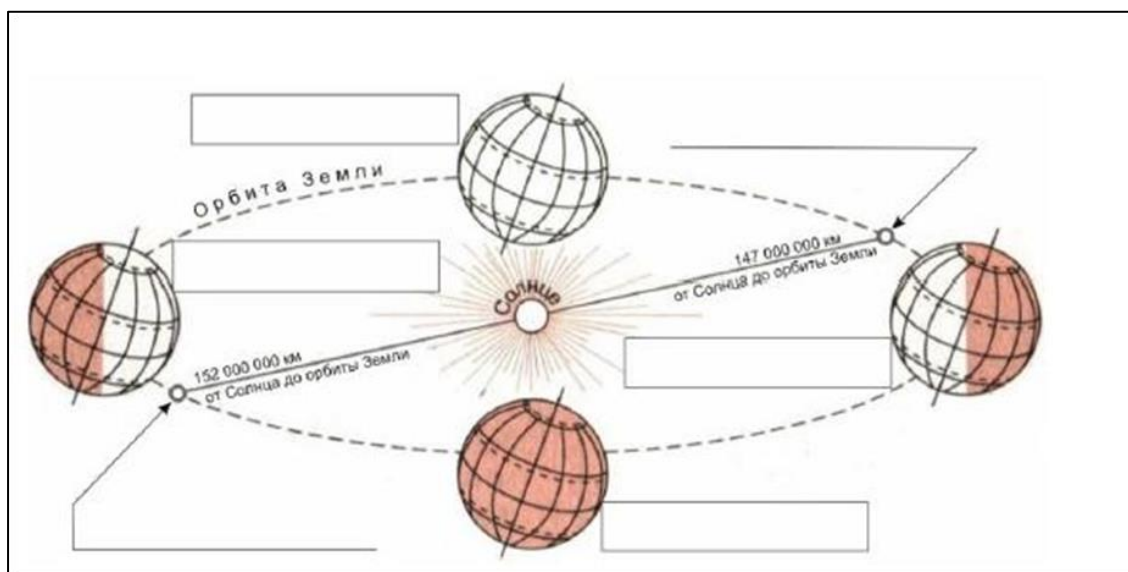 Орбита Земли
Солнце
147 000 000 км
от Солнца до орбиты Земли
152 000 000 км
от Солнца до орбиты Земли